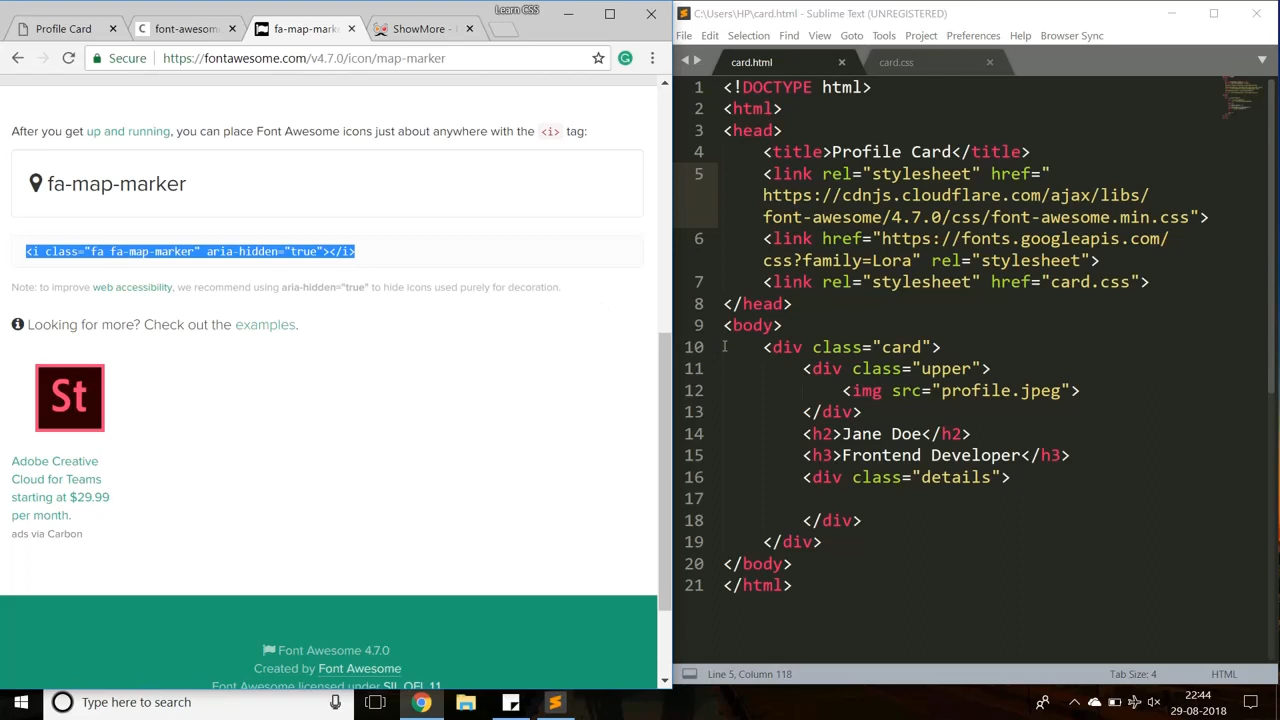 Learn CSS
Profile Card
font-awesome
fa-map-mark
ShowMore -
Secure
https://fontawesome.com/v4.7.0/icon/map-marker
After you get up and running, you can place Font Awesome icons just about anywhere with the <i> tag:
fa-map-marker
<i class="fa fa-map-marker" aria-hidden="true"></i>
Note: to improve web accessibility, we recommend using aria-hidden="true" to hide icons used purely for decoration.
Looking for more? Check out the examples.
St
Adobe Creative
Cloud for Teams
starting at $29.99
per month.
ads via Carbon
Font Awesome 4.7.0
Created by Font Awesome
Font Awesome licensed under SIL OFL 1.1
C:\Users\HP\card.html - Sublime Text (UNREGISTERED)
File Edit Selection Find View Goto Tools Project Preferences Help Browser Sync
card.html
card.css
1 <!DOCTYPE html>
2 <html>
3 <head>
4 <title>Profile Card</title>
5 <link rel="stylesheet" href="
https://cdnjs.cloudflare.com/ajax/libs/
font-awesome/4.7.0/css/font-awesome.min.css">
6 <link href="https://fonts.googleapis.com/
css?family=Lora" rel="stylesheet">
7 <link rel="stylesheet" href="card.css">
8 </head>
9 <body>
10 <div class="card">
11 <div class="upper">
12 <img src="profile.jpeg">
13 </div>
14 <h2>Jane Doe</h2>
15 <h3>Frontend Developer</h3>
16 <div class="details">
17
18 </div>
19 </div>
20 </body>
21 </html>
Line 5, Column 118
Tab Size: 4
HTML
Type here to search
22:44
29-08-2018